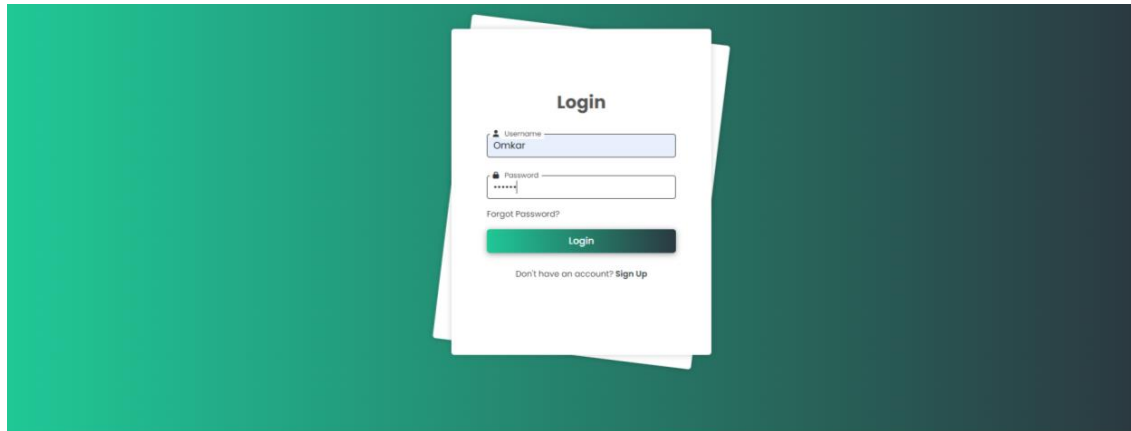 Login
Username
Omkar
Password
••••••
Forgot Password?
Login
Don't have an account? Sign Up